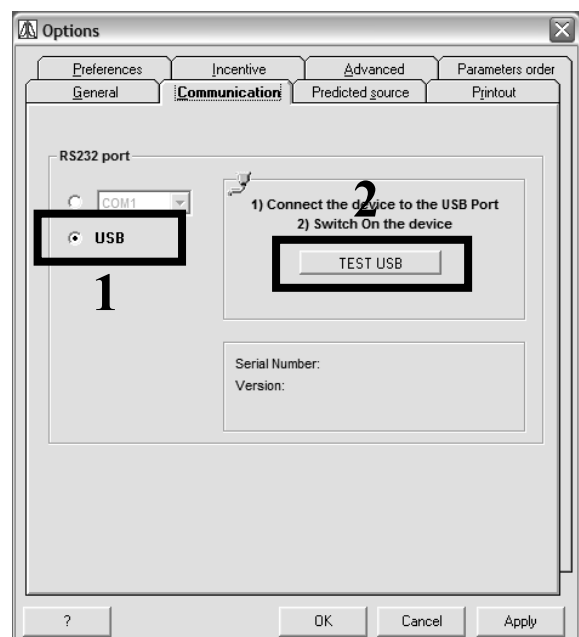 Options
Preferences
Incentive
Advanced
Parameters order
General
Communication
Predicted source
Printout
RS232 port
COM1
USB
1
2
1) Connect the device to the USB Port
2) Switch On the device
TEST USB
Serial Number:
Version:
?
OK
Cancel
Apply